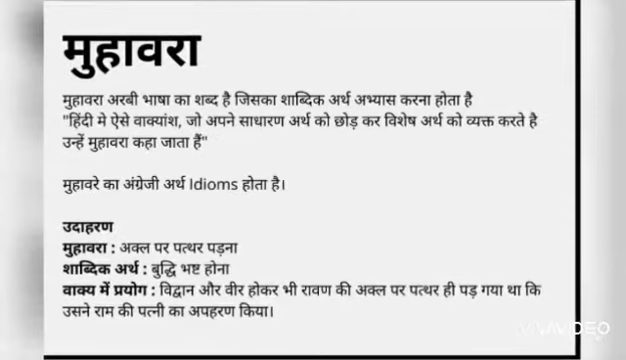 मुहावरा
मुहावरा अरबी भाषा का शब्द है जिसका शाब्दिक अर्थ अभ्यास करना होता है
"हिंदी मे ऐसे वाक्यांश, जो अपने साधारण अर्थ को छोड़ कर विशेष अर्थ को व्यक्त करते है
उन्हें मुहावरा कहा जाता हैं"
मुहावरे का अंग्रेजी अर्थ Idioms होता है।
उदाहरण
मुहावरा : अक्ल पर पत्थर पड़ना
शाब्दिक अर्थ : बुद्धि भष्ट होना
वाक्य में प्रयोग : विद्वान और वीर होकर भी रावण की अक्ल पर पत्थर ही पड़ गया था कि
उसने राम की पत्नी का अपहरण किया।
VIVAVIDEO